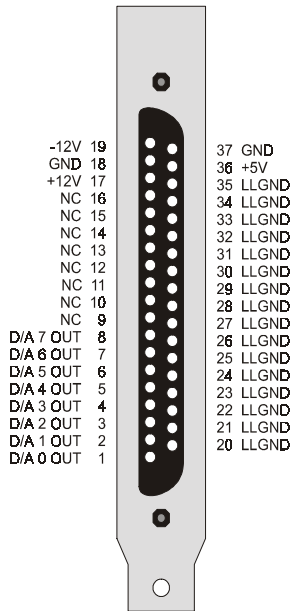 -12V 19
GND 18
+12V 17
NC 16
NC 15
NC 14
NC 13
NC 12
NC 11
NC 10
NC 9
D/A 7 OUT 8
D/A 6 OUT 7
D/A 5 OUT 6
D/A 4 OUT 5
D/A 3 OUT 4
D/A 2 OUT 3
D/A 1 OUT 2
D/A 0 OUT 1
37 GND
36 +5V
35 LLGND
34 LLGND
33 LLGND
32 LLGND
31 LLGND
30 LLGND
29 LLGND
28 LLGND
27 LLGND
26 LLGND
25 LLGND
24 LLGND
23 LLGND
22 LLGND
21 LLGND
20 LLGND